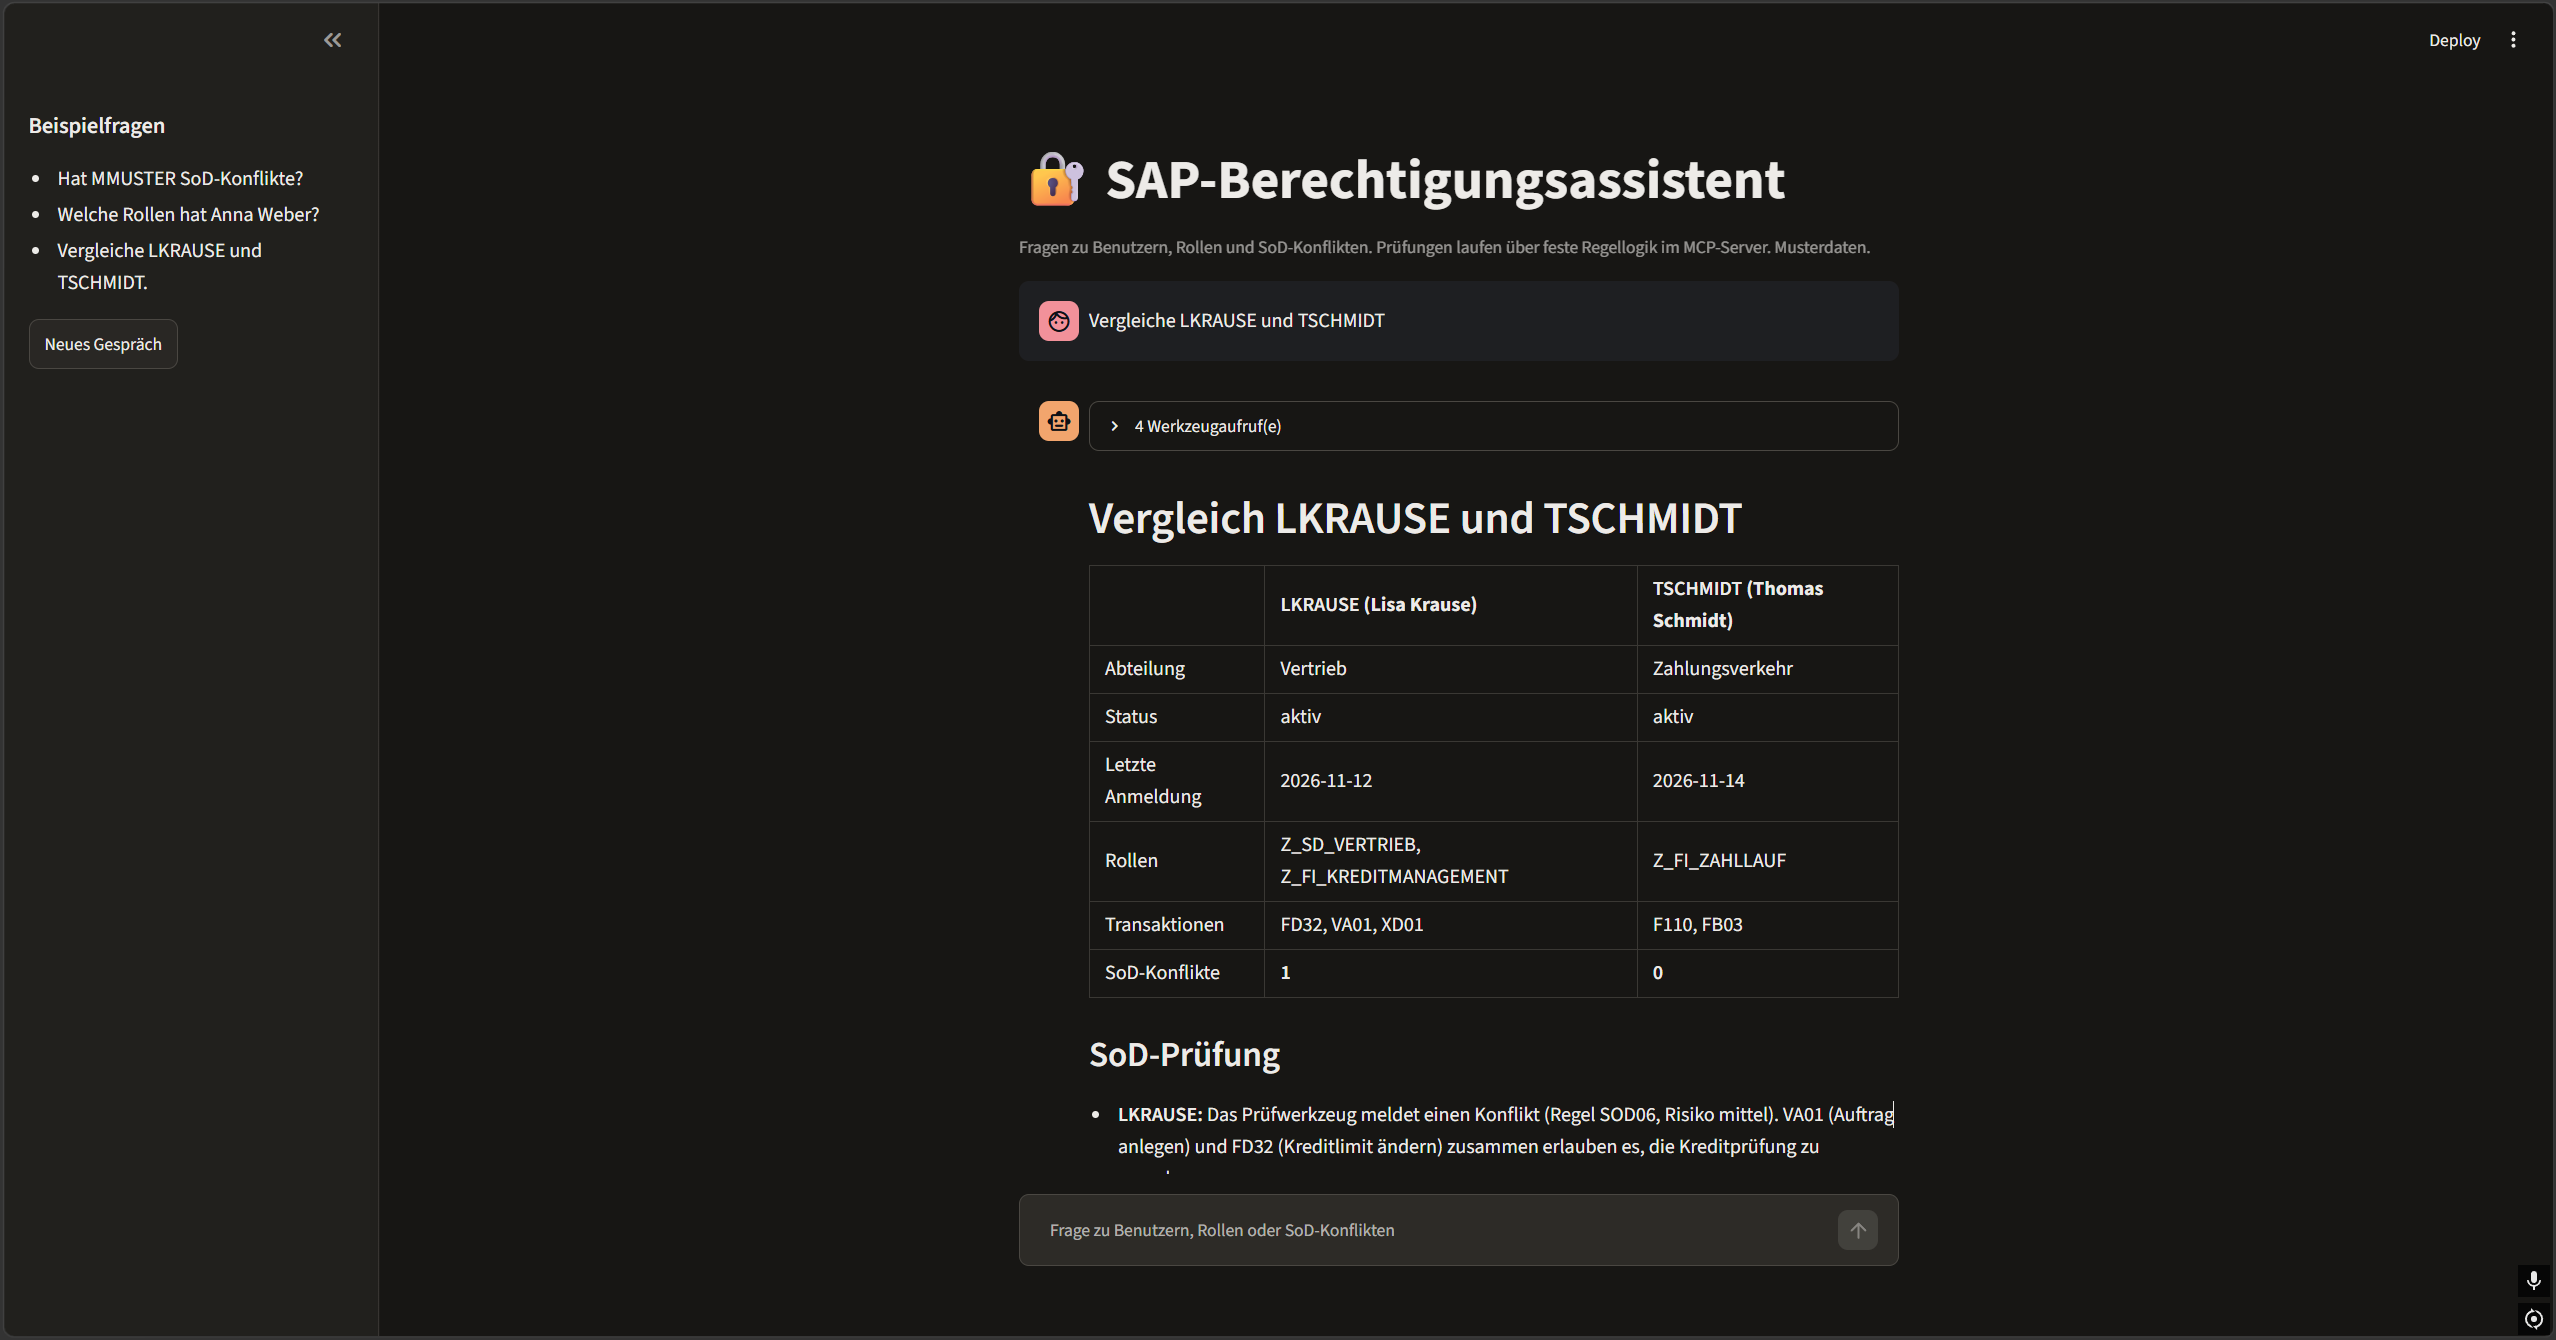 Deploy
Beispielfragen
Hat MMUSTER SoD-Konflikte?
Welche Rollen hat Anna Weber?
Vergleiche LKRAUSE und
TSCHMIDT.
Neues Gespräch
SAP-Berechtigungsassistent
Fragen zu Benutzern, Rollen und SoD-Konflikten. Prüfungen laufen über feste Regellogik im MCP-Server. Musterdaten.
Vergleiche LKRAUSE und TSCHMIDT
4 Werkzeugaufruf(e)
Vergleich LKRAUSE und TSCHMIDT
LKRAUSE (Lisa Krause)
TSCHMIDT (Thomas
Schmidt)
Abteilung
Vertrieb
Zahlungsverkehr
Status
aktiv
aktiv
Letzte
Anmeldung
2026-11-12
2026-11-14
Rollen
Z_SD_VERTRIEB,
Z_FI_KREDITMANAGEMENT
Z_FI_ZAHLLAUF
Transaktionen
FD32, VA01, XD01
F110, FB03
SoD-Konflikte
1
0
SoD-Prüfung
LKRAUSE: Das Prüfwerkzeug meldet einen Konflikt (Regel SOD06, Risiko mittel). VA01 (Auftrag
anlegen) und FD32 (Kreditlimit ändern) zusammen erlauben es, die Kreditprüfung zu
Frage zu Benutzern, Rollen oder SoD-Konflikten